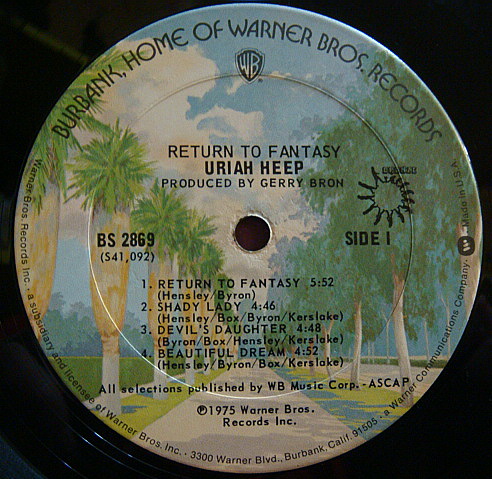 BURBANK, HOME OF WARNER BROS. RECORDS
WB
RETURN TO FANTASY
URIAH HEEP
PRODUCED BY GERRY BRON
BS 2869
(S41,092)
SIDE 1
1. RETURN TO FANTASY 5:52
(Hensley/Byron)
2. SHADY LADY 4:46
(Hensley/Box/Byron/Kerslake)
3. DEVIL'S DAUGHTER 4:48
(Byron/Box/Hensley/Kerslake)
4. BEAUTIFUL DREAM 4:52
(Hensley/Box/Byron/Kerslake)
All selections published by WB Music Corp.-ASCAP
℗1975 Warner Bros.
Records Inc.
Warner Bros. Records Inc. · a subsidiary and licensee of Warner Bros. Inc. · 3300 Warner Blvd., Burbank, Calif. 91505 · a Warner Communications Company · Made in U.S.A.